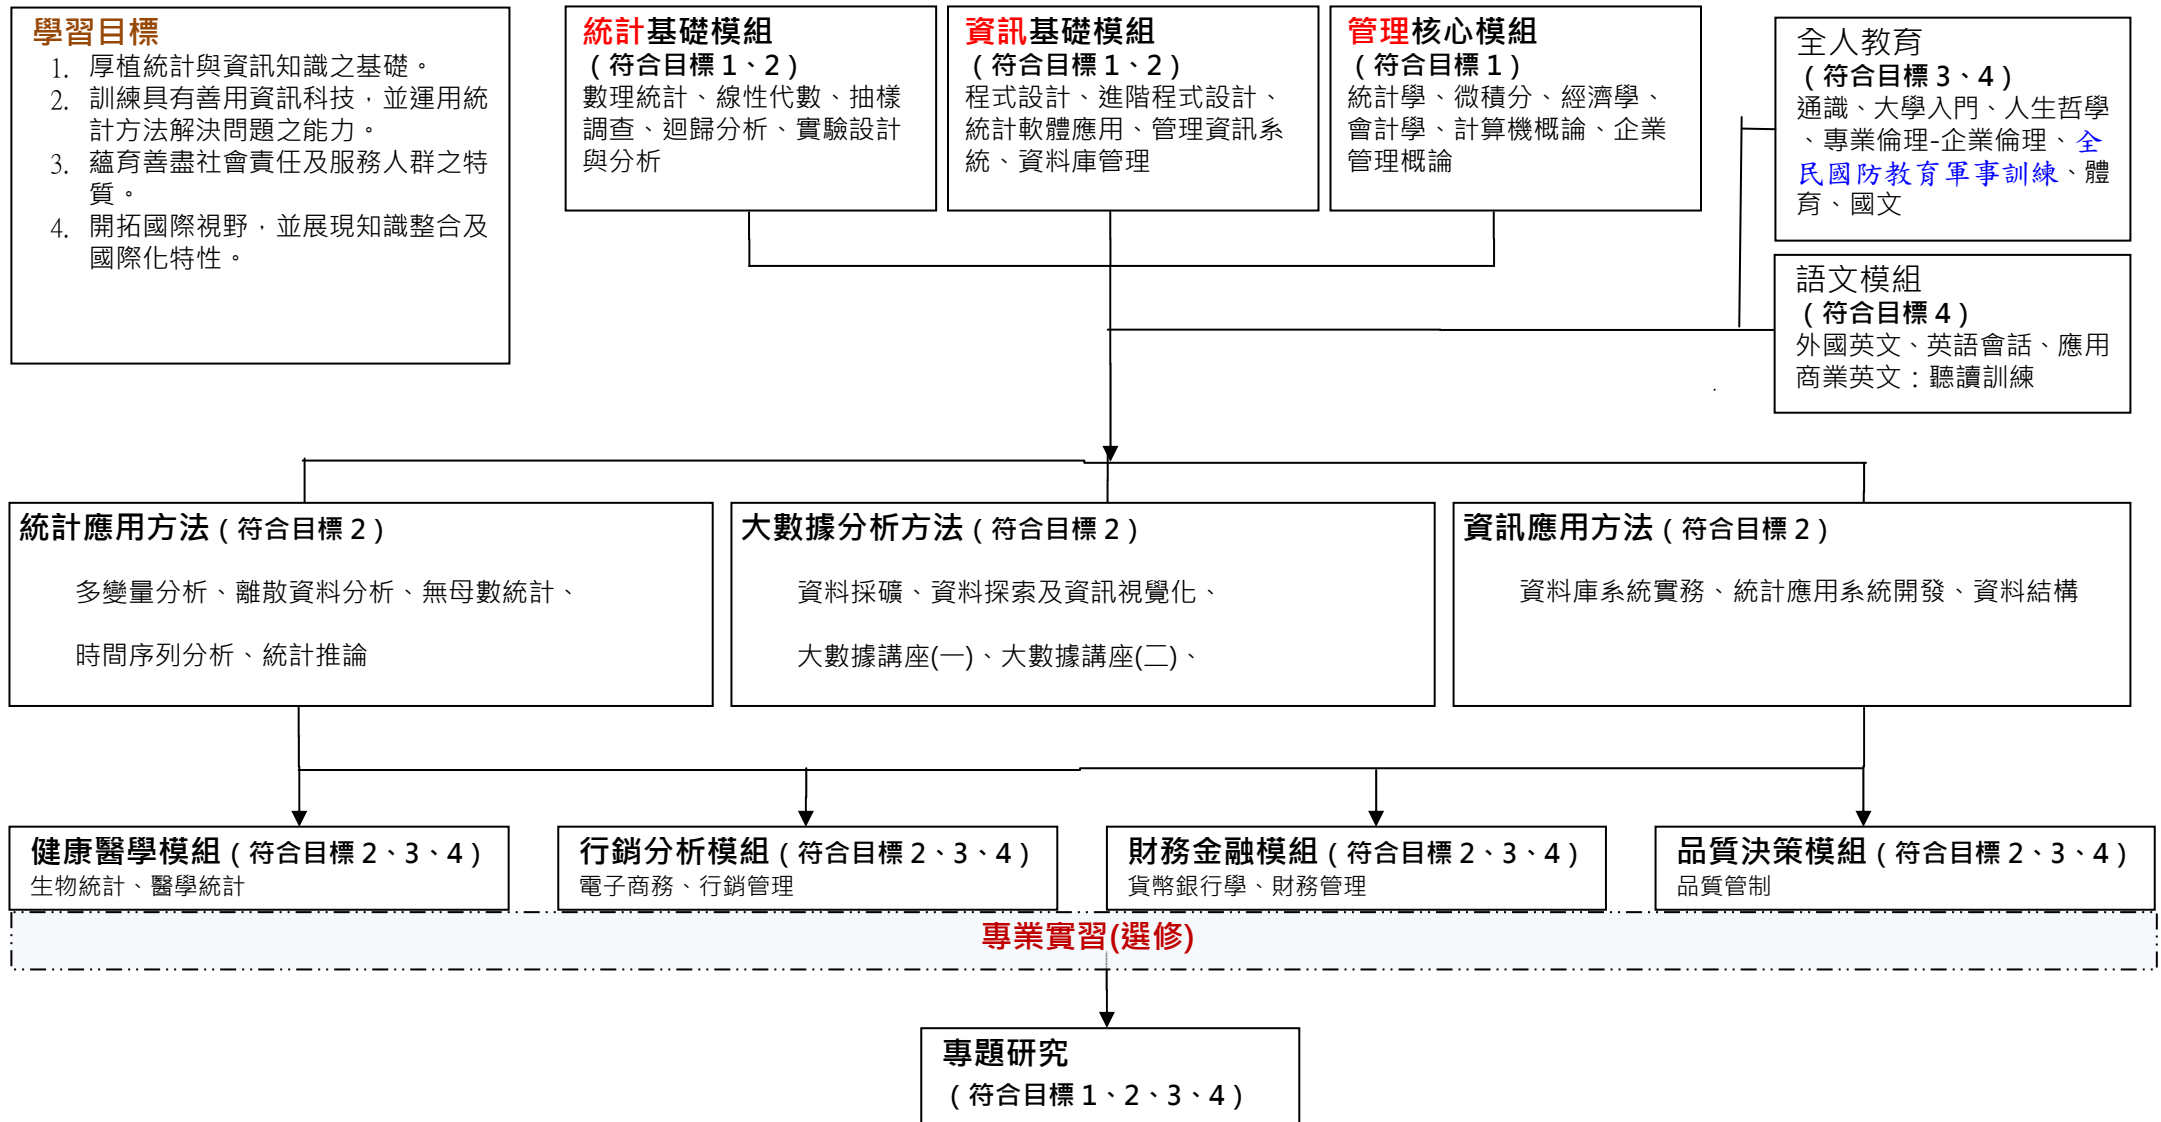 學習目標
1. 厚植統計與資訊知識之基礎。
2. 訓練具有善用資訊科技，並運用統
計方法解決問題之能力。
3. 蘊育善盡社會責任及服務人群之特
質。
4. 開拓國際視野，並展現知識整合及
國際化特性。
統計基礎模組
（符合目標 1、2）
數理統計、線性代數、抽樣
調查、迴歸分析、實驗設計
與分析
資訊基礎模組
（符合目標 1、2）
程式設計、進階程式設計、
統計軟體應用、管理資訊系
統、資料庫管理
管理核心模組
（符合目標 1）
統計學、微積分、經濟學、
會計學、計算機概論、企業
管理概論
全人教育
（符合目標 3、4）
通識、大學入門、人生哲學
、專業倫理-企業倫理、全
民國防教育軍事訓練、體
育、國文
語文模組
（符合目標 4）
外國英文、英語會話、應用
商業英文：聽讀訓練
統計應用方法（符合目標 2）
多變量分析、離散資料分析、無母數統計、
時間序列分析、統計推論
大數據分析方法（符合目標 2）
資料採礦、資料探索及資訊視覺化、
大數據講座(一)、大數據講座(二)、
資訊應用方法（符合目標 2）
資料庫系統實務、統計應用系統開發、資料結構
健康醫學模組（符合目標 2、3、4）
生物統計、醫學統計
行銷分析模組（符合目標 2、3、4）
電子商務、行銷管理
財務金融模組（符合目標 2、3、4）
貨幣銀行學、財務管理
品質決策模組（符合目標 2、3、4）
品質管制
專業實習(選修)
專題研究
（符合目標 1、2、3、4）